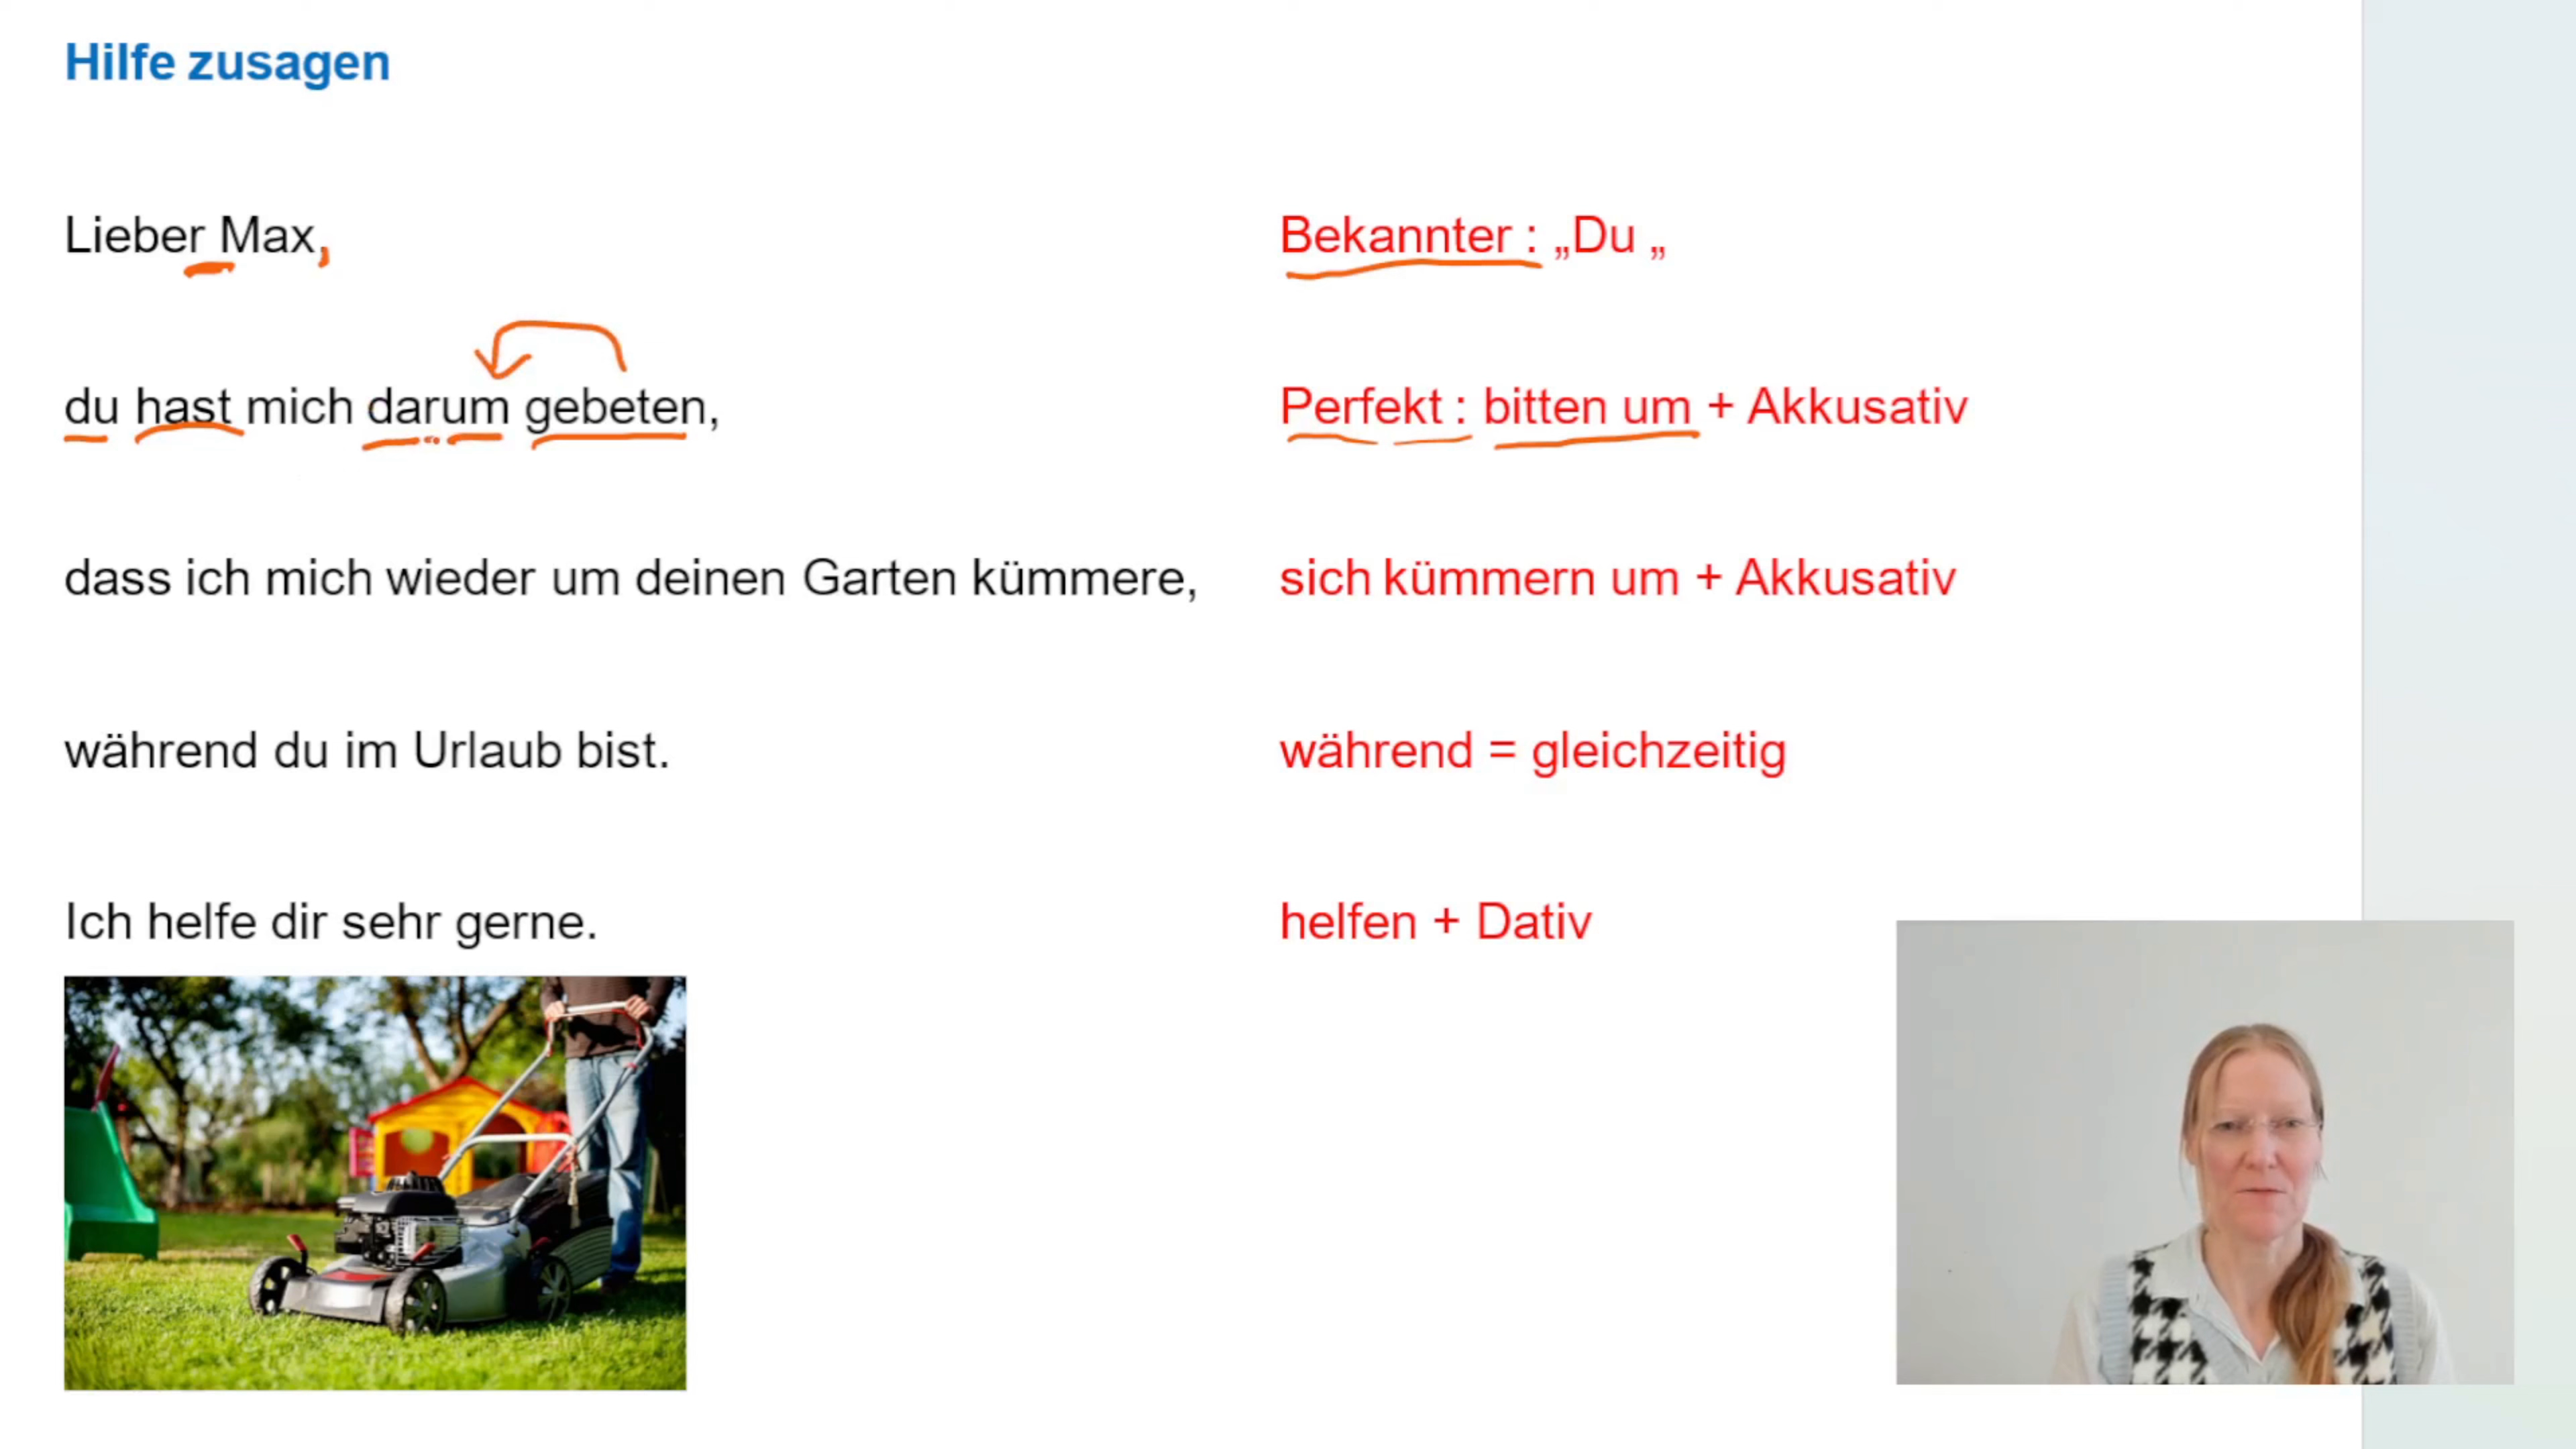 Hilfe zusagen
Lieber Max,
Bekannter : „Du „
du hast mich darum gebeten,
Perfekt : bitten um + Akkusativ
dass ich mich wieder um deinen Garten kümmere,
sich kümmern um + Akkusativ
während du im Urlaub bist.
während = gleichzeitig
Ich helfe dir sehr gerne.
helfen + Dativ